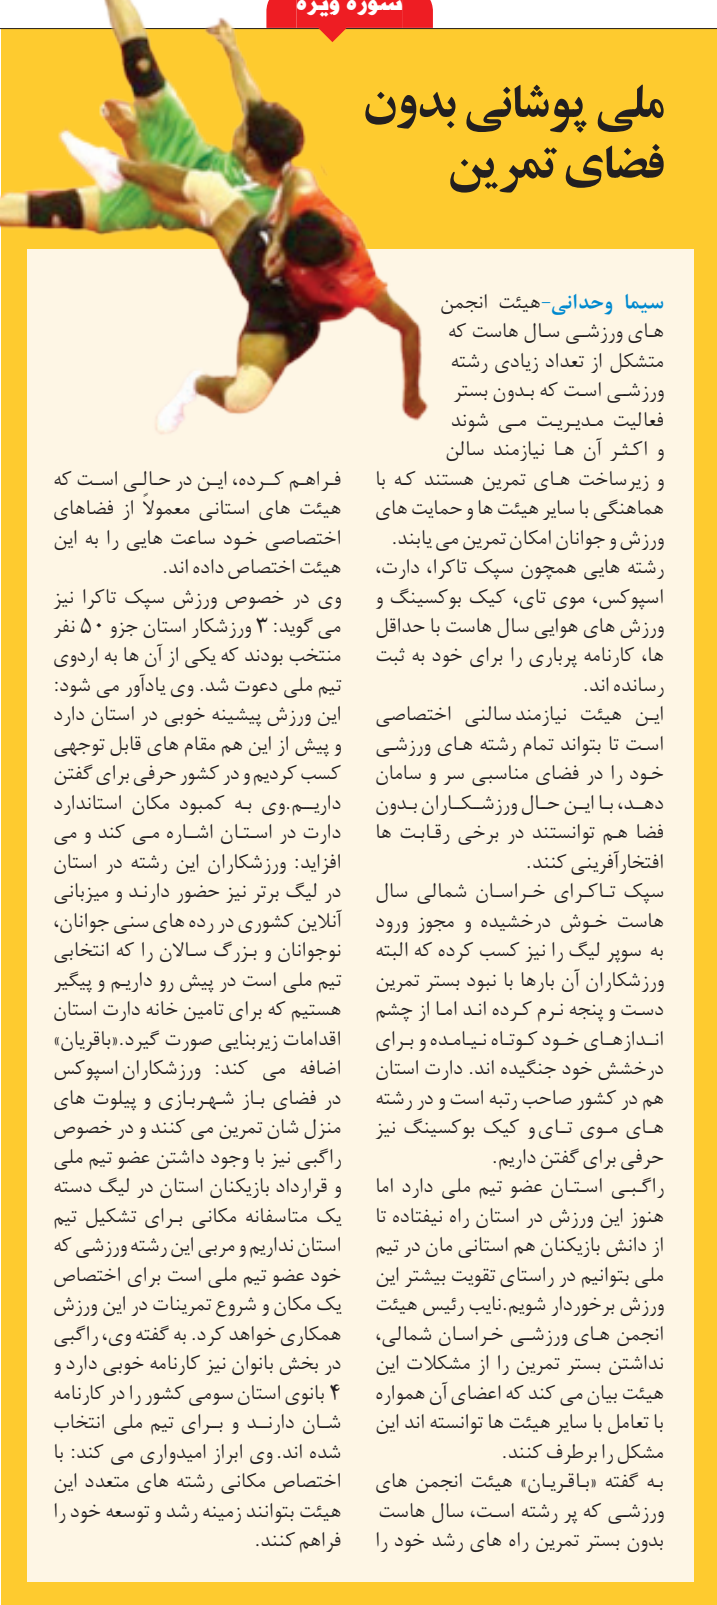 سوژه ویژه
ملی پوشانی بدون
فضای تمرین
سیما وحدانی-هیئت انجمن
های ورزشی سال هاست که
متشکل از تعداد زیادی رشته
ورزشی است که بدون بستر
فعالیت مدیریت می شوند
و اکثر آن ها نیازمند سالن
و زیرساخت های تمرین هستند که با
هماهنگی با سایر هیئت ها و حمایت های
ورزش و جوانان امکان تمرین می یابند.
رشته هایی همچون سپک تاکرا، دارت،
اسپوکس، موی تای، کیک بوکسینگ و
ورزش های هوایی سال هاست با حداقل
ها، کارنامه پرباری را برای خود به ثبت
رسانده اند.
این هیئت نیازمند سالنی اختصاصی
است تا بتواند تمام رشته های ورزشی
خود را در فضای مناسبی سر و سامان
دهد، با این حال ورزشکاران بدون
فضا هم توانستند در برخی رقابت ها
افتخارآفرینی کنند.
سپک تاکرای خراسان شمالی سال
هاست خوش درخشیده و مجوز ورود
به سوپر لیگ را نیز کسب کرده که البته
ورزشکاران آن بارها با نبود بستر تمرین
دست و پنجه نرم کرده اند اما از چشم
اندازهای خود کوتاه نیامده و برای
درخشش خود جنگیده اند. دارت استان
هم در کشور صاحب رتبه است و در رشته
های موی تای و کیک بوکسینگ نیز
حرفی برای گفتن داریم.
راگبی استان عضو تیم ملی دارد اما
هنوز این ورزش در استان راه نیفتاده تا
از دانش بازیکنان هم استانی مان در تیم
ملی بتوانیم در راستای تقویت بیشتر این
ورزش برخوردار شویم.نایب رئیس هیئت
انجمن های ورزشی خراسان شمالی،
نداشتن بستر تمرین را از مشکلات این
هیئت بیان می کند که اعضای آن همواره
با تعامل با سایر هیئت ها توانسته اند این
مشکل را برطرف کنند.
به گفته «باقریان» هیئت انجمن های
ورزشی که پر رشته است، سال هاست
بدون بستر تمرین راه های رشد خود را
فراهم کرده، این در حالی است که
هیئت های استانی معمولاً از فضاهای
اختصاصی خود ساعت هایی را به این
هیئت اختصاص داده اند.
وی در خصوص ورزش سپک تاکرا نیز
می گوید: ۳ ورزشکار استان جزو ۵۰ نفر
منتخب بودند که یکی از آن ها به اردوی
تیم ملی دعوت شد. وی یادآور می شود:
این ورزش پیشینه خوبی در استان دارد
و پیش از این هم مقام های قابل توجهی
کسب کردیم و در کشور حرفی برای گفتن
داریم.وی به کمبود مکان استاندارد
دارت در استان اشاره می کند و می
افزاید: ورزشکاران این رشته در استان
در لیگ برتر نیز حضور دارند و میزبانی
آنلاین کشوری در رده های سنی جوانان،
نوجوانان و بزرگ سالان را که انتخابی
تیم ملی است در پیش رو داریم و پیگیر
هستیم که برای تامین خانه دارت استان
اقدامات زیربنایی صورت گیرد.«باقریان»
اضافه می کند: ورزشکاران اسپوکس
در فضای باز شهربازی و پیلوت های
منزل شان تمرین می کنند و در خصوص
راگبی نیز با وجود داشتن عضو تیم ملی
و قرارداد بازیکنان استان در لیگ دسته
یک متاسفانه مکانی برای تشکیل تیم
استان نداریم و مربی این رشته ورزشی که
خود عضو تیم ملی است برای اختصاص
یک مکان و شروع تمرینات در این ورزش
همکاری خواهد کرد. به گفته وی، راگبی
در بخش بانوان نیز کارنامه خوبی دارد و
۴ بانوی استان سومی کشور را در کارنامه
شان دارند و برای تیم ملی انتخاب
شده اند. وی ابراز امیدواری می کند: با
اختصاص مکانی رشته های متعدد این
هیئت بتوانند زمینه رشد و توسعه خود را
فراهم کنند.